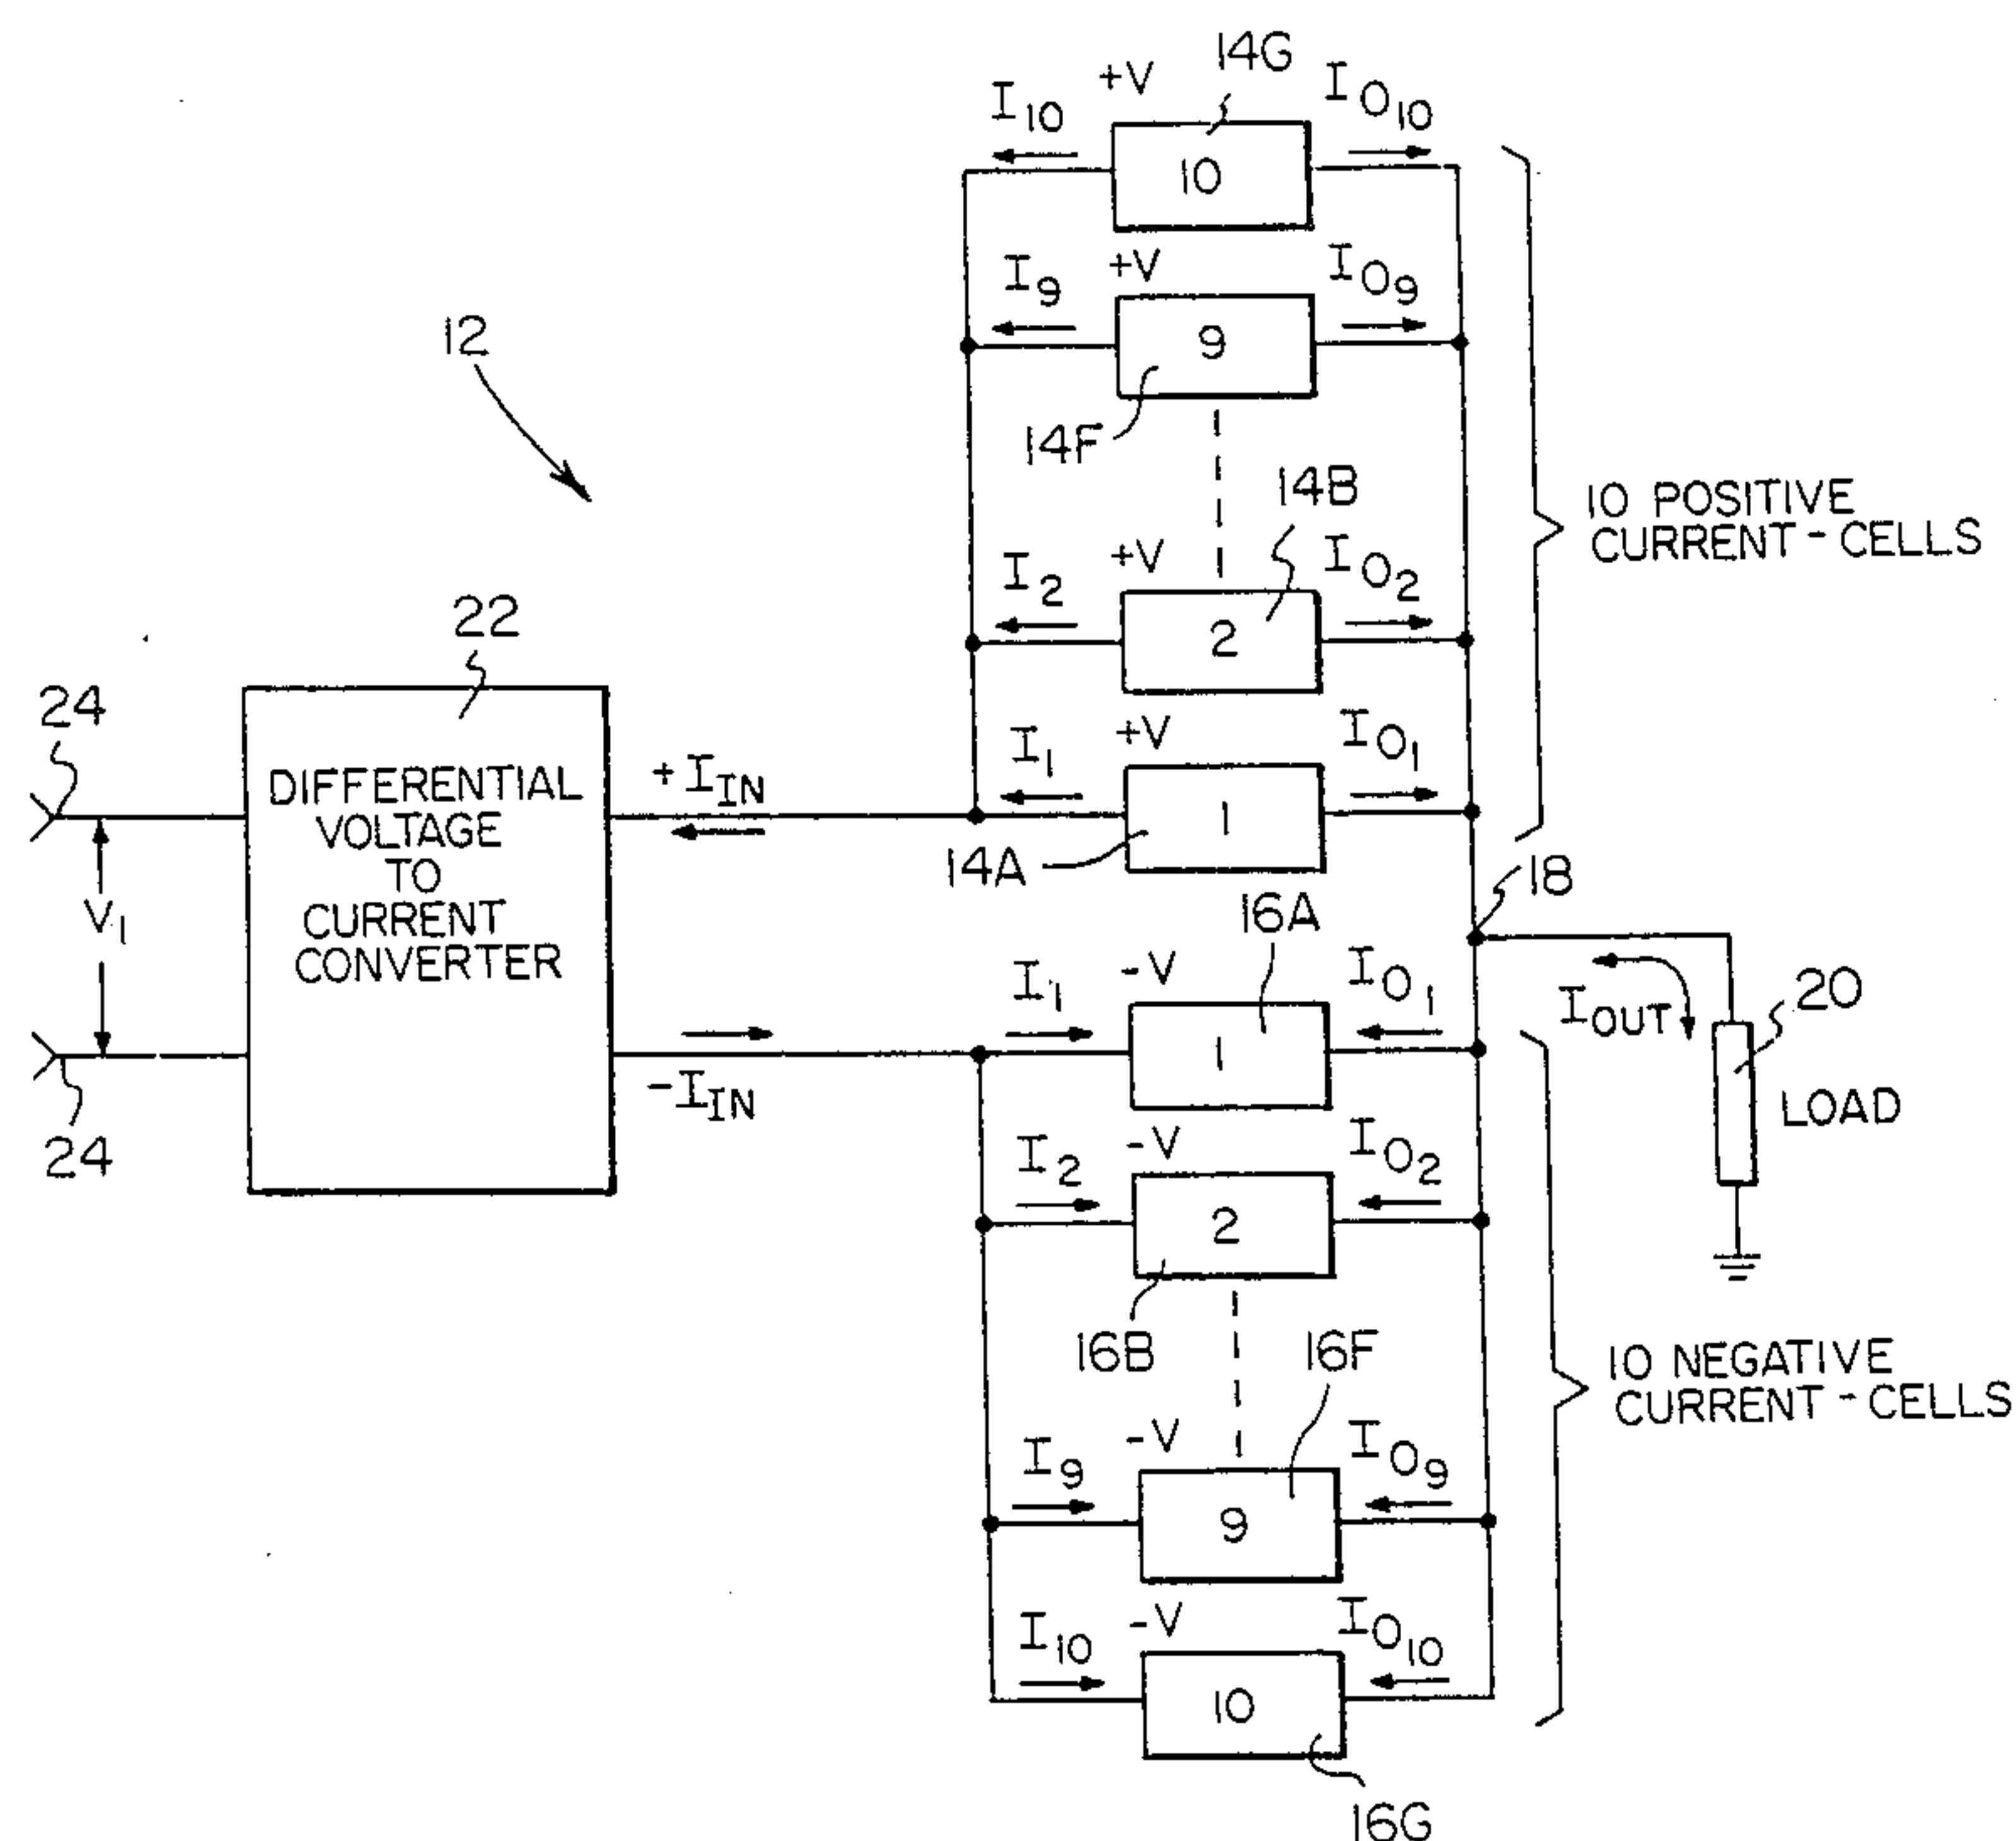 14G
I10 +V IO10
10
I9 +V IO9
9
12
14F
14B
10 POSITIVE
CURRENT-CELLS
I2 +V IO2
2
22
24
I1 +V IO1
1
DIFFERENTIAL
VOLTAGE
TO
CURRENT
CONVERTER
+IIN
14A
18
V1
16A
I1 -V IO1
1
IOUT
20
LOAD
-IIN
24
I2 -V IO2
2
16B
16F
10 NEGATIVE
CURRENT-CELLS
I9 -V IO9
9
I10 -V IO10
10
16G